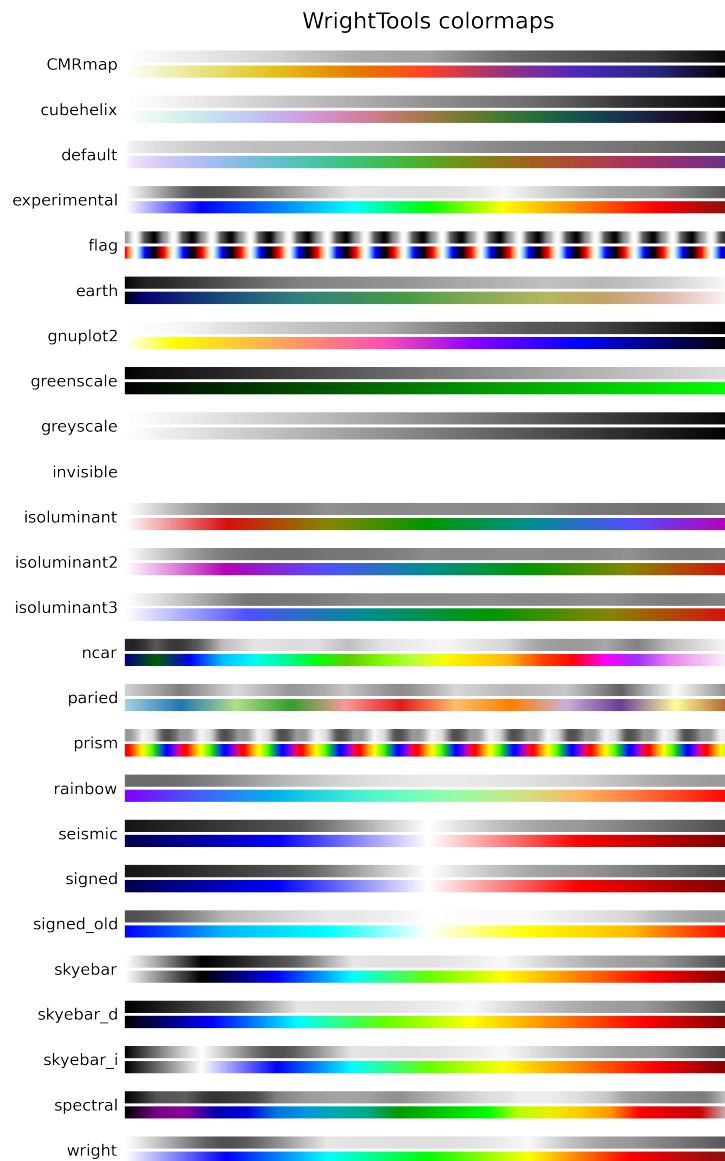 WrightTools colormaps
CMRmap
cubehelix
default
experimental
flag
earth
gnuplot2
greenscale
greyscale
invisible
isoluminant
isoluminant2
isoluminant3
ncar
paried
prism
rainbow
seismic
signed
signed_old
skyebar
skyebar_d
skyebar_i
spectral
wright